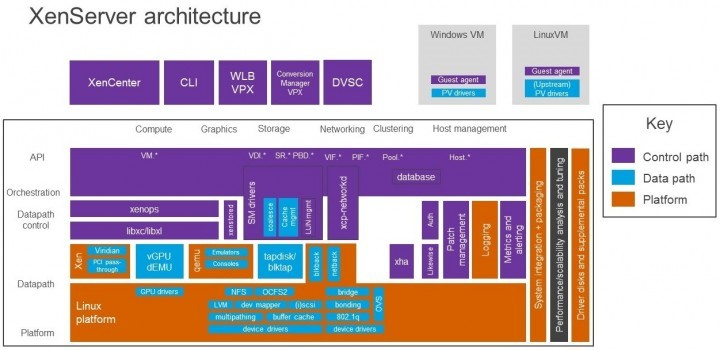 XenServer architecture
XenCenter
CLI
WLB
VPX
Conversion
Manager
VPX
DVSC
Windows VM
Guest agent
PV drivers
LinuxVM
Guest agent
(Upstream)
PV drivers
Key
Control path
Data path
Platform
Compute
Graphics
Storage
Networking
Clustering
Host management
API
VM.*
VDI.*
SR.*
PBD.*
VIF.*
PIF.*
Pool.*
Host.*
database
Orchestration
Datapath
control
xenops
libxc/libxl
xenstored
SM drivers
coalesce
Cache
mgmt
LUN mgmt
xcp-networkd
xha
Auth
Likewise
Patch
management
Logging
Metrics and
alerting
System integration + packaging
Performance/scalability analysis and tuning
Driver disks and supplemental packs
Datapath
Xen
Viridian
PCI pass-
through
vGPU
dEMU
qemu
Emulators
Consoles
tapdisk/
blktap
blkback
netback
Platform
Linux
platform
GPU drivers
NFS
OCFS2
LVM
dev mapper
(i)scsi
multipathing
buffer cache
device drivers
bridge
bonding
802.1q
device drivers
OVS